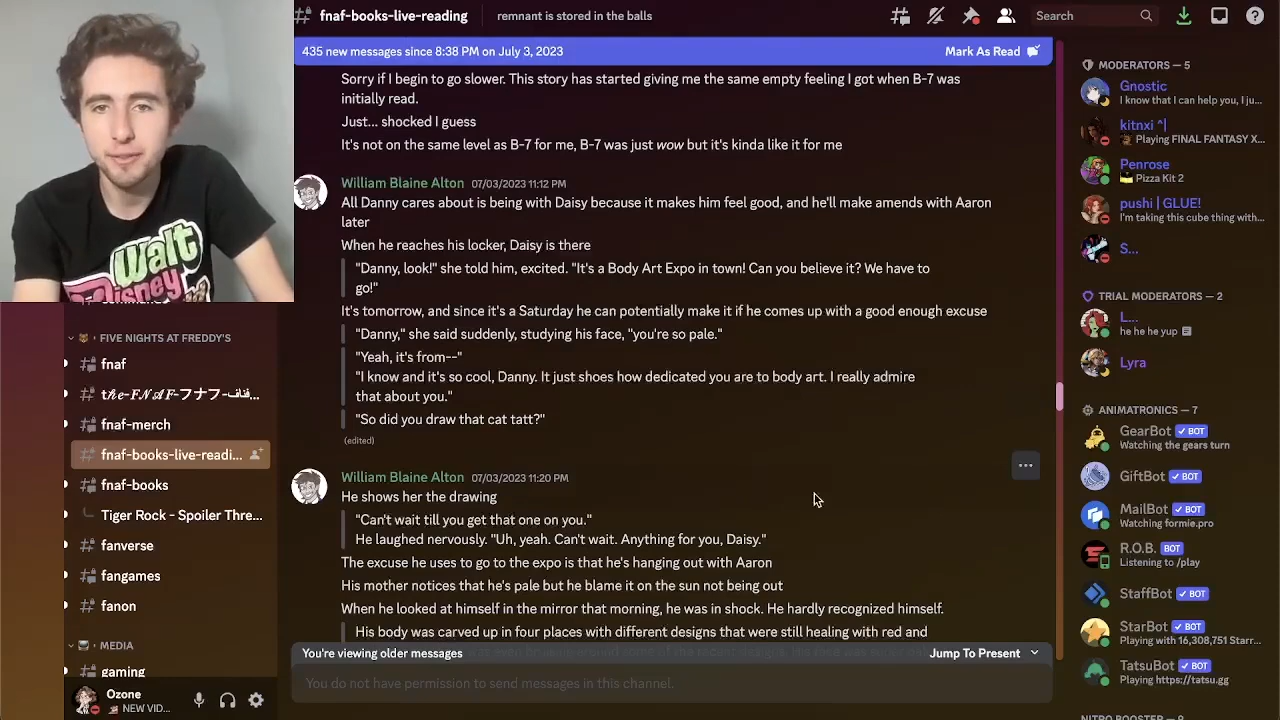 fnaf-books-live-reading
remnant is stored in the balls
Search
435 new messages since 8:38 PM on July 3, 2023
Mark As Read
Sorry if I begin to go slower. This story has started giving me the same empty feeling I got when B-7 was
initially read.
Just... shocked I guess
It's not on the same level as B-7 for me, B-7 was just wow but it's kinda like it for me
William Blaine Alton 07/03/2023 11:12 PM
All Danny cares about is being with Daisy because it makes him feel good, and he'll make amends with Aaron
later
When he reaches his locker, Daisy is there
"Danny, look!" she told him, excited. "It's a Body Art Expo in town! Can you believe it? We have to
go!"
It's tomorrow, and since it's a Saturday he can potentially make it if he comes up with a good enough excuse
"Danny," she said suddenly, studying his face, "you're so pale."
"Yeah, it's from--"
"I know and it's so cool, Danny. It just shoes how dedicated you are to body art. I really admire
that about you."
"So did you draw that cat tatt?"
(edited)
William Blaine Alton 07/03/2023 11:20 PM
He shows her the drawing
"Can't wait till you get that one on you."
He laughed nervously. "Uh, yeah. Can't wait. Anything for you, Daisy."
The excuse he uses to go to the expo is that he's hanging out with Aaron
His mother notices that he's pale but he blame it on the sun not being out
When he looked at himself in the mirror that morning, he was in shock. He hardly recognized himself.
His body was carved up in four places with different designs that were still healing with red and
You're viewing older messages
Jump To Present
You do not have permission to send messages in this channel.
Walt
Disney
FIVE NIGHTS AT FREDDY'S
fnaf
the-FNAF-フナフ-فناف...
fnaf-merch
fnaf-books-live-readi...
fnaf-books
Tiger Rock - Spoiler Thre...
fanverse
fangames
fanon
MEDIA
gaming
Ozone
NEW VID...
MODERATORS — 5
Gnostic
I know that I can help you, I ju...
kitnxi ^|
Playing FINAL FANTASY X...
Penrose
Pizza Kit 2
pushi | GLUE!
I'm taking this cube thing with...
S...
TRIAL MODERATORS — 2
L...
he he he yup
Lyra
ANIMATRONICS — 7
GearBot ✓ BOT
Watching the gears turn
GiftBot ✓ BOT
MailBot ✓ BOT
Watching formie.pro
R.O.B. BOT
Listening to /play
StaffBot ✓ BOT
StarBot ✓ BOT
Playing with 16,308,751 Starr...
TatsuBot ✓ BOT
Playing https://tatsu.gg